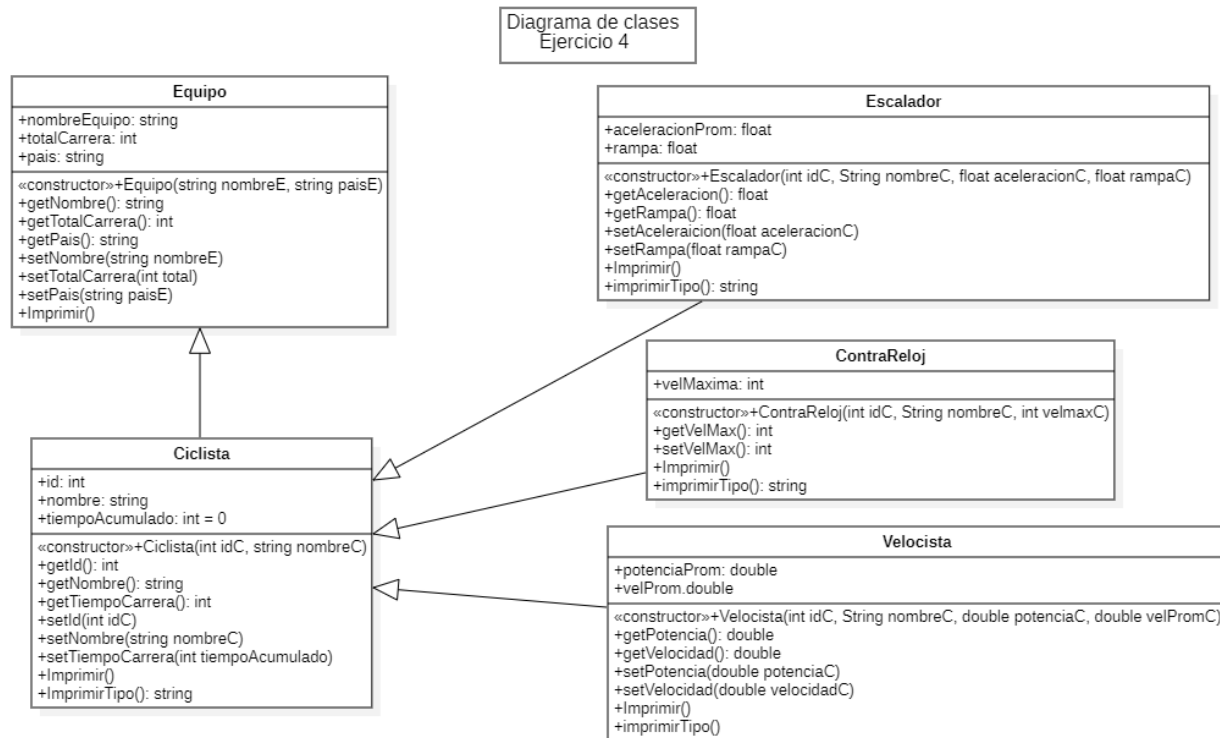 Diagrama de clases
Ejercicio 4
Equipo
+nombreEquipo: string
+totalCarrera: int
+pais: string
«constructor»+Equipo(string nombreE, string paisE)
+getNombre(): string
+getTotalCarrera(): int
+getPais(): string
+setNombre(string nombreE)
+setTotalCarrera(int total)
+setPais(string paisE)
+Imprimir()
Escalador
+aceleracionProm: float
+rampa: float
«constructor»+Escalador(int idC, String nombreC, float aceleracionC, float rampaC)
+getAceleracion(): float
+getRampa(): float
+setAceleraicion(float aceleracionC)
+setRampa(float rampaC)
+Imprimir()
+imprimirTipo(): string
ContraReloj
+velMaxima: int
«constructor»+ContraReloj(int idC, String nombreC, int velmaxC)
+getVelMax(): int
+setVelMax(): int
+Imprimir()
+imprimirTipo(): string
Ciclista
+id: int
+nombre: string
+tiempoAcumulado: int = 0
«constructor»+Ciclista(int idC, string nombreC)
+getId(): int
+getNombre(): string
+getTiempoCarrera(): int
+setId(int idC)
+setNombre(string nombreC)
+setTiempoCarrera(int tiempoAcumulado)
+Imprimir()
+ImprimirTipo(): string
Velocista
+potenciaProm: double
+velProm.double
«constructor»+Velocista(int idC, String nombreC, double potenciaC, double velPromC)
+getPotencia(): double
+getVelocidad(): double
+setPotencia(double potenciaC)
+setVelocidad(double velocidadC)
+Imprimir()
+imprimirTipo()